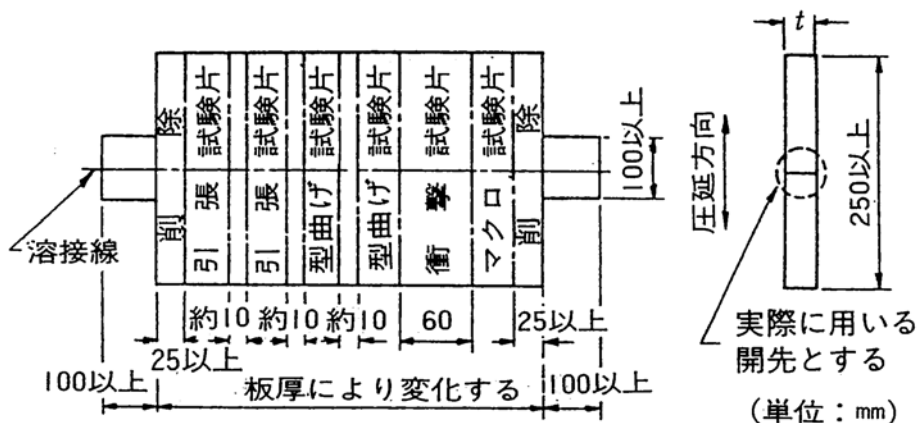 t
削除
引張試験片
引張試験片
型曲げ試験片
型曲げ試験片
衝撃試験片
マクロ試験片
削除
100以上
圧延方向
250以上
溶接線
約10 約10 10 約10 60 25以上
25以上
100以上
板厚により変化する
100以上
実際に用いる
開先とする
(単位：mm)